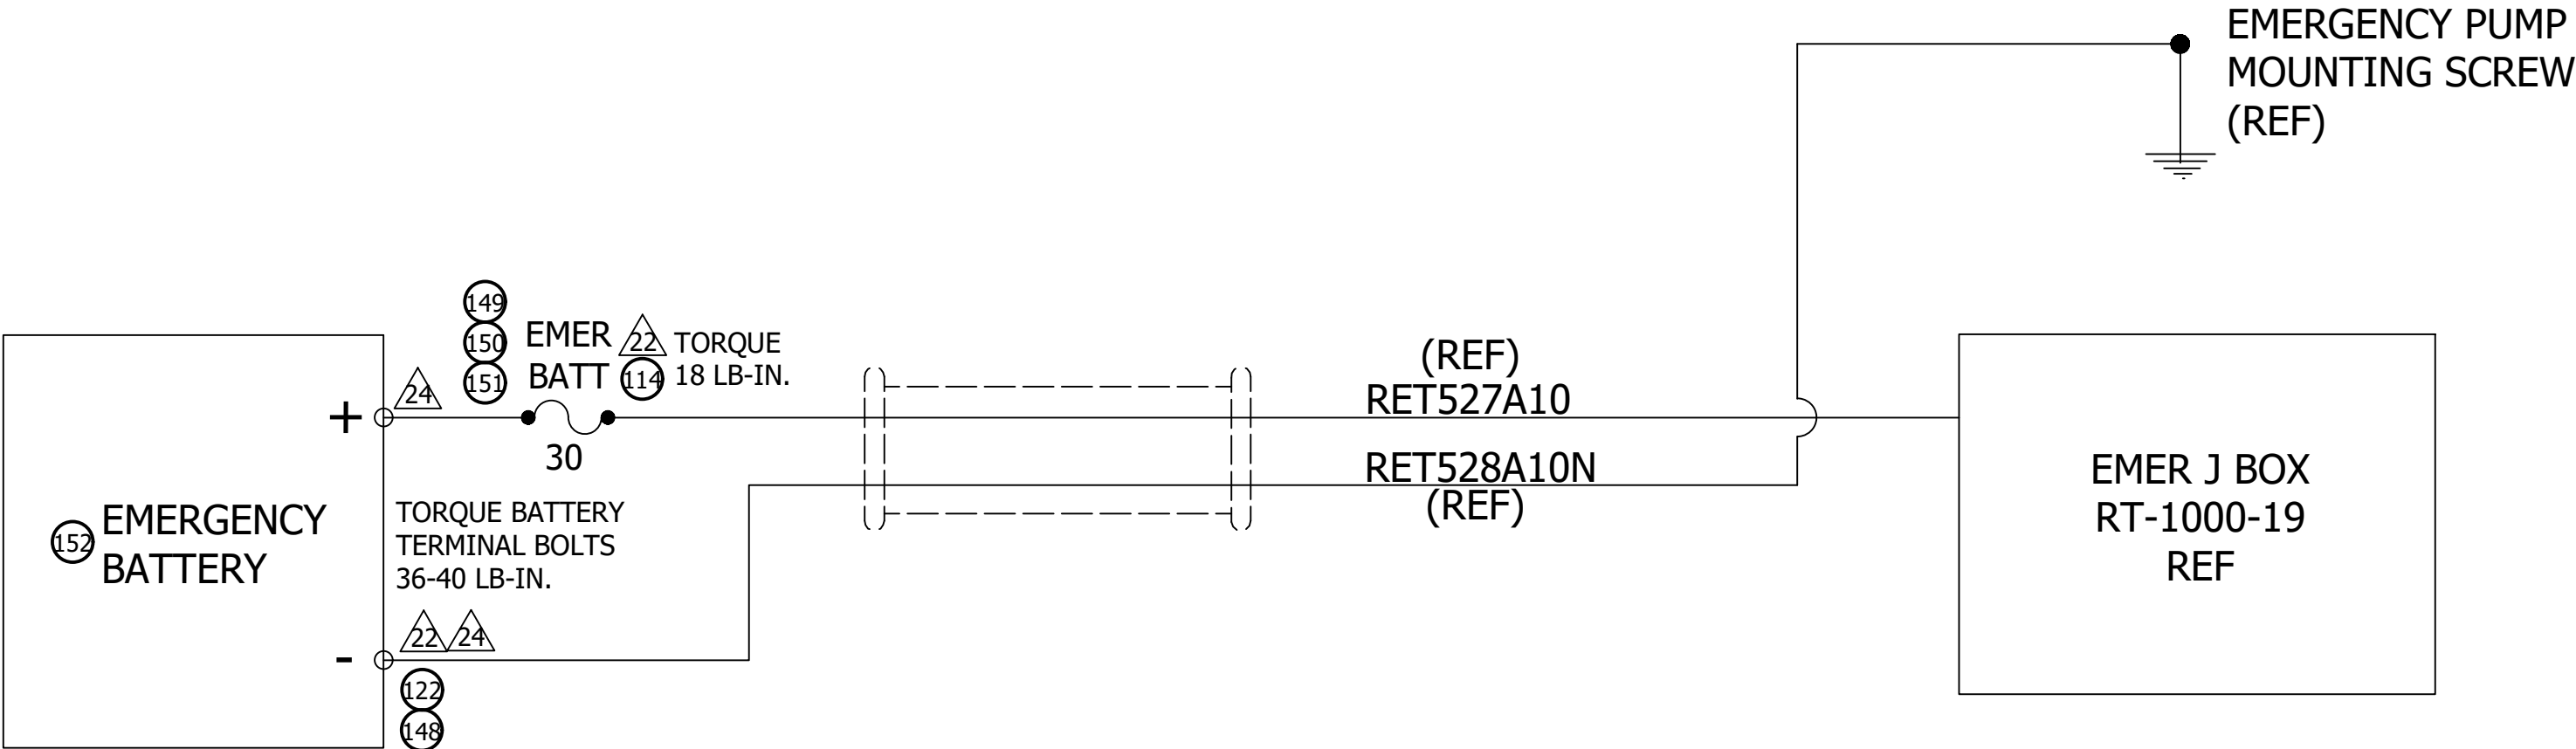 EMERGENCY PUMP
MOUNTING SCREW
(REF)
149
150
151
EMER
BATT
22
114
TORQUE
18 LB-IN.
24
+
30
(REF)
RET527A10
RET528A10N
(REF)
152
EMERGENCY
BATTERY
TORQUE BATTERY
TERMINAL BOLTS
36-40 LB-IN.
22
24
-
122
148
EMER J BOX
RT-1000-19
REF